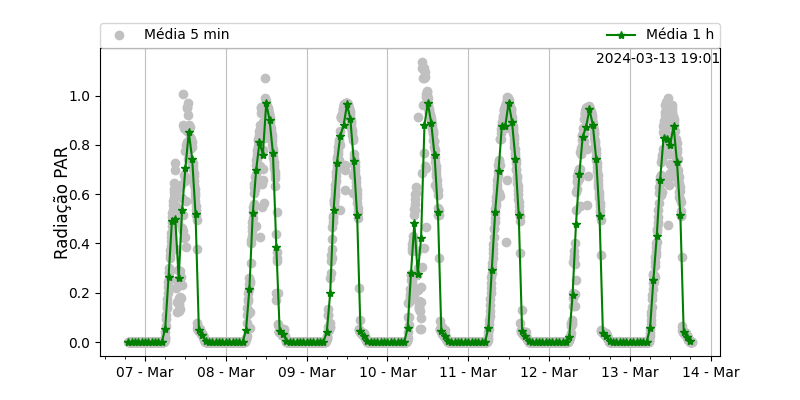 Média 5 min
Média 1 h
2024-03-13 19:01
Radiação PAR
1.0
0.8
0.6
0.4
0.2
0.0
07 - Mar
08 - Mar
09 - Mar
10 - Mar
11 - Mar
12 - Mar
13 - Mar
14 - Mar